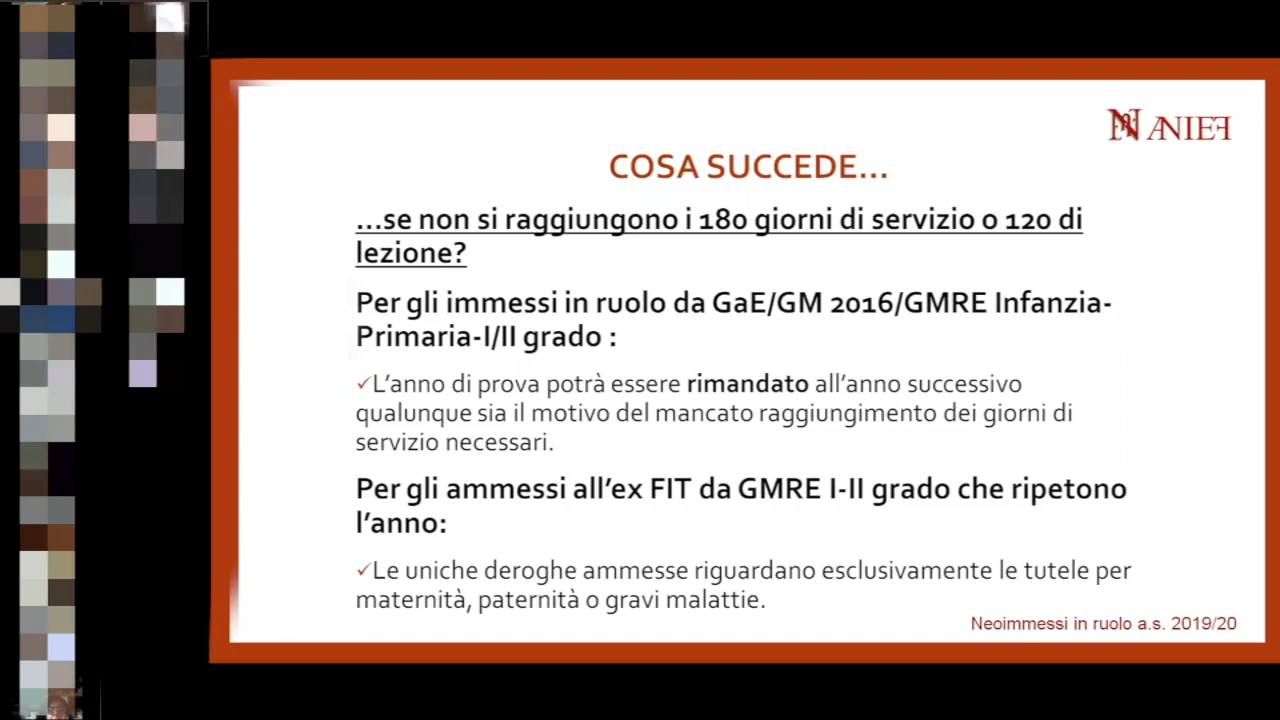 ANIEF
COSA SUCCEDE...
...se non si raggiungono i 180 giorni di servizio o 120 di
lezione?
Per gli immessi in ruolo da GaE/GM 2016/GMRE Infanzia-
Primaria-I/II grado :
✓L'anno di prova potrà essere rimandato all'anno successivo
qualunque sia il motivo del mancato raggiungimento dei giorni di
servizio necessari.
Per gli ammessi all'ex FIT da GMRE I-II grado che ripetono
l'anno:
✓Le uniche deroghe ammesse riguardano esclusivamente le tutele per
maternità, paternità o gravi malattie.
Neoimmessi in ruolo a.s. 2019/20